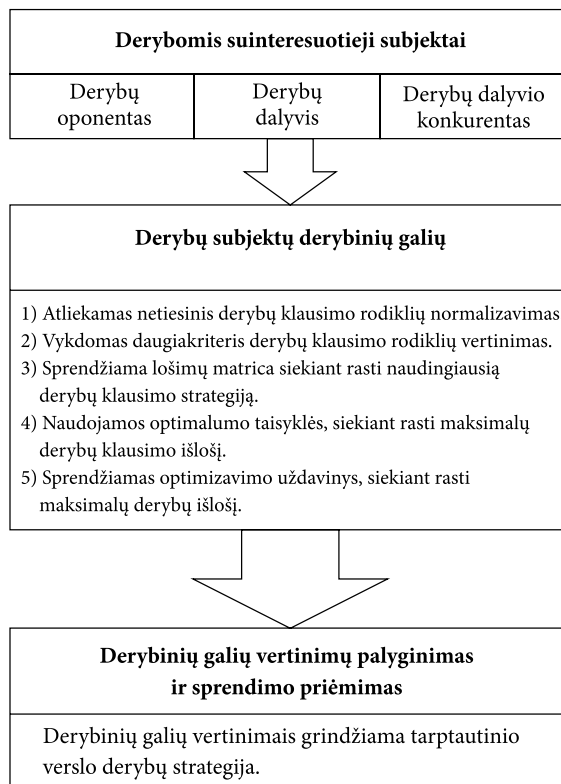 Derybomis suinteresuotieji subjektai
Derybų
oponentas
Derybų
dalyvis
Derybų dalyvio
konkurentas
Derybų subjektų derybinių galių
1) Atliekamas netiesinis derybų klausimo rodiklių normalizavimas
2) Vykdomas daugiakriteris derybų klausimo rodiklių vertinimas.
3) Sprendžiama lošimų matrica siekiant rasti naudingiausią
derybų klausimo strategiją.
4) Naudojamos optimalumo taisyklės, siekiant rasti maksimalų
derybų klausimo išlošį.
5) Sprendžiamas optimizavimo uždavinys, siekiant rasti
maksimalų derybų išlošį.
Derybinių galių vertinimų palyginimas
ir sprendimo priėmimas
Derybinių galių vertinimais grindžiama tarptautinio
verslo derybų strategija.